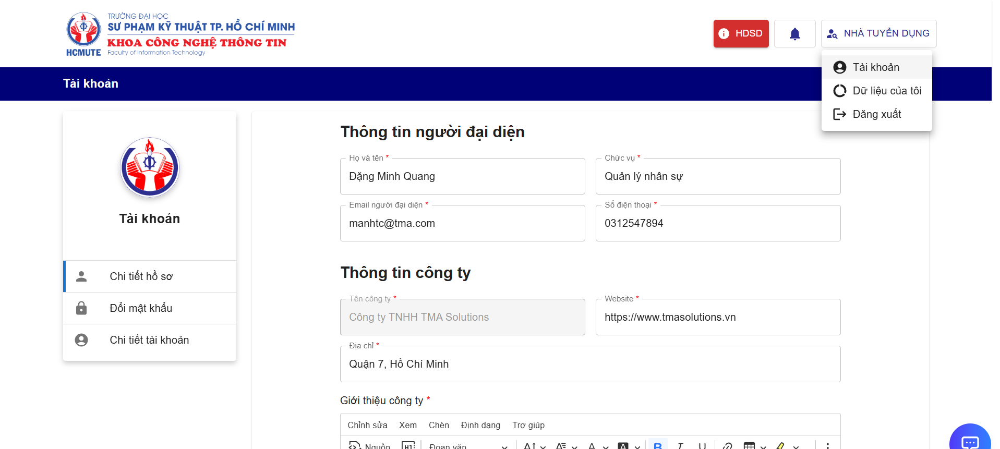 TRƯỜNG ĐẠI HỌC
SƯ PHẠM KỸ THUẬT TP. HỒ CHÍ MINH
KHOA CÔNG NGHỆ THÔNG TIN
HCMUTE Faculty of Information Technology
HDSD
NHÀ TUYỂN DỤNG
Tài khoản
Dữ liệu của tôi
Đăng xuất
Tài khoản
Tài khoản
Chi tiết hồ sơ
Đổi mật khẩu
Chi tiết tài khoản
Thông tin người đại diện
Họ và tên *
Đặng Minh Quang
Chức vụ *
Quản lý nhân sự
Email người đại diện *
manhtc@tma.com
Số điện thoại *
0312547894
Thông tin công ty
Tên công ty *
Công ty TNHH TMA Solutions
Website *
https://www.tmasolutions.vn
Địa chỉ *
Quận 7, Hồ Chí Minh
Giới thiệu công ty *
Chỉnh sửa Xem Chèn Định dạng Trợ giúp
Nguồn H1 Đoạn văn A A A A B I U